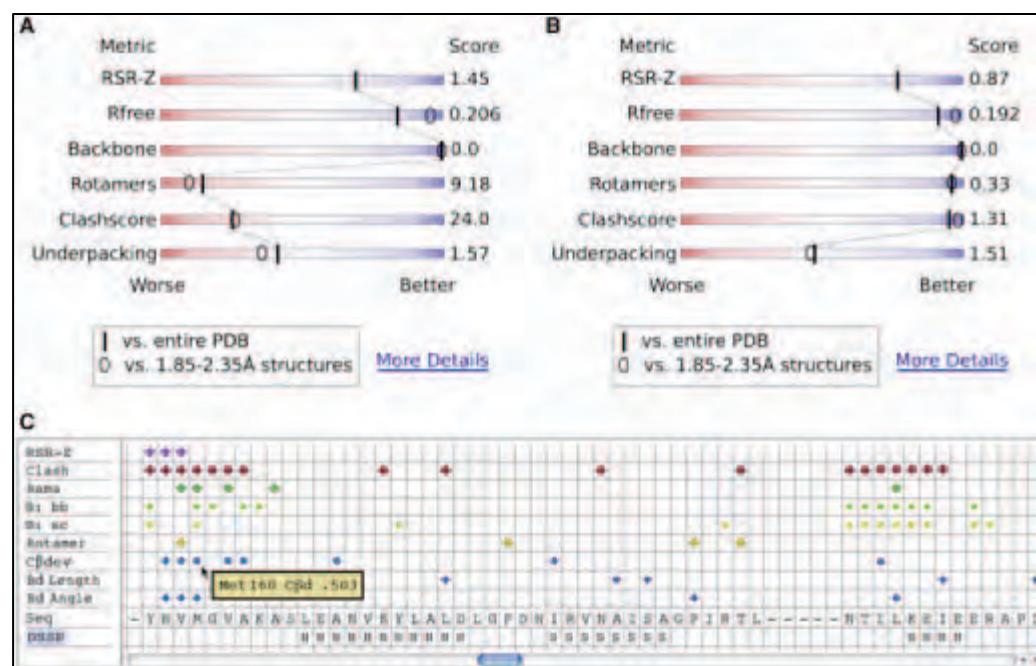 A
Metric Score
RSR-Z 1.45
Rfree 0.206
Backbone 0.0
Rotamers 9.18
Clashscore 24.0
Underpacking 1.57
Worse Better
| vs. entire PDB
0 vs. 1.85-2.35Å structures
More Details
B
Metric Score
RSR-Z 0.87
Rfree 0.192
Backbone 0.0
Rotamers 0.33
Clashscore 1.31
Underpacking 1.51
Worse Better
| vs. entire PDB
0 vs. 1.85-2.35Å structures
More Details
C
RSR-Z
Clash
Rama
Rotamer
Cβdev
Met160 Cβd .503
Bd Length
Bd Angle
Seq
DSSP